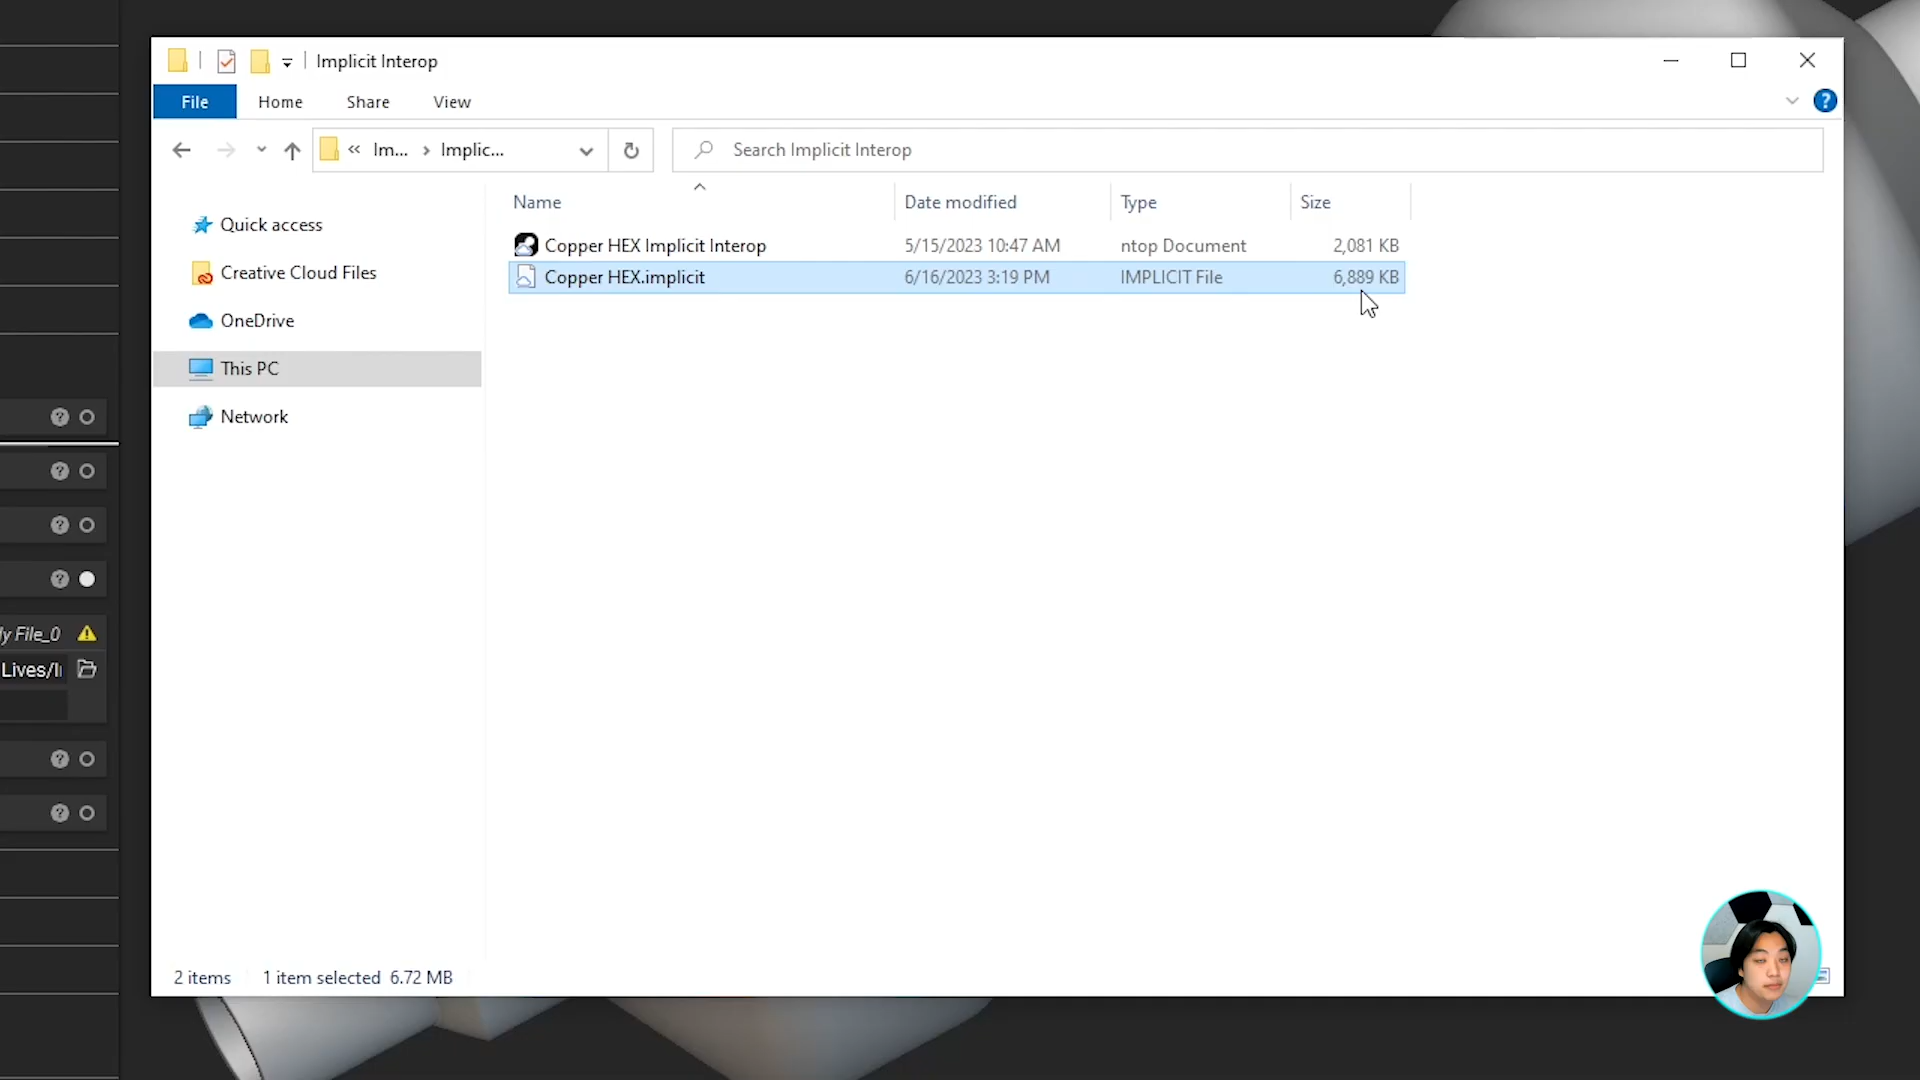 Implicit Interop
File Home Share View
« Im... › Implic...
Search Implicit Interop
Name Date modified Type Size
Copper HEX Implicit Interop 5/15/2023 10:47 AM ntop Document 2,081 KB
Copper HEX.implicit 6/16/2023 3:19 PM IMPLICIT File 6,889 KB
Quick access
Creative Cloud Files
OneDrive
This PC
Network
y File_0
Lives/I
2 items 1 item selected 6.72 MB